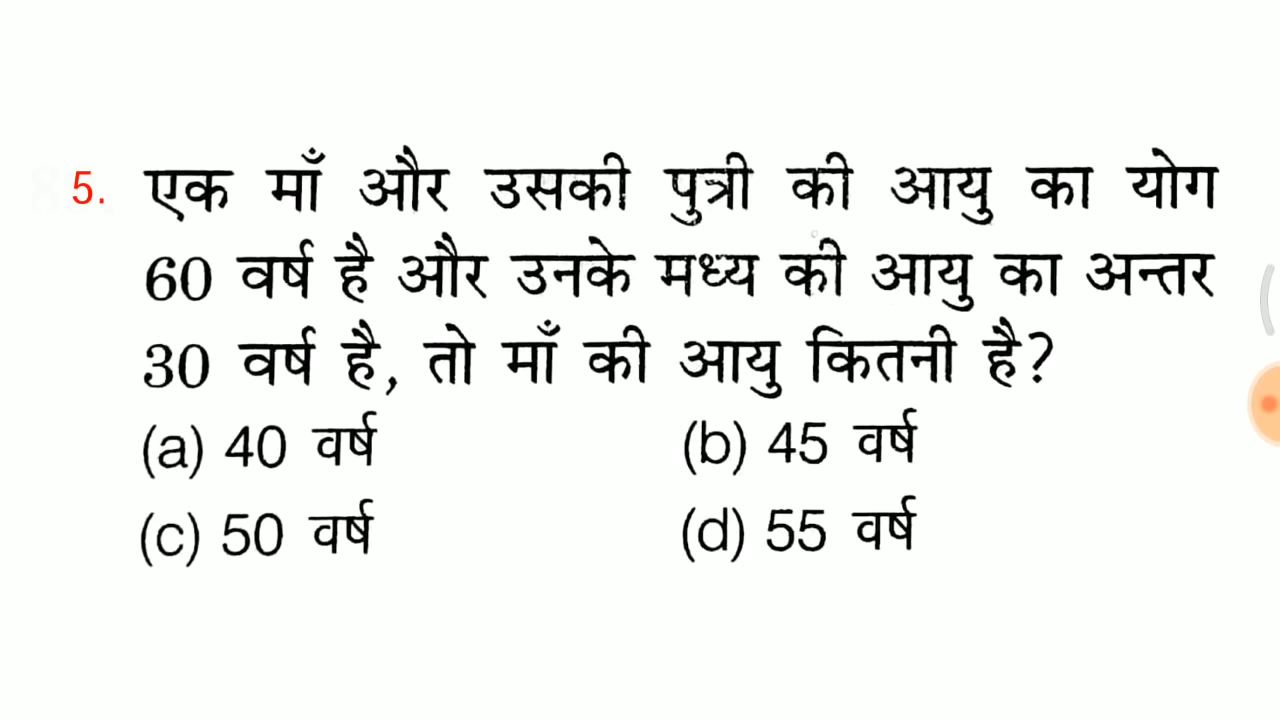 5. एक माँ और उसकी पुत्री की आयु का योग
60 वर्ष है और उनके मध्य की आयु का अन्तर
30 वर्ष है, तो माँ की आयु कितनी है?
(a) 40 वर्ष (b) 45 वर्ष
(c) 50 वर्ष (d) 55 वर्ष